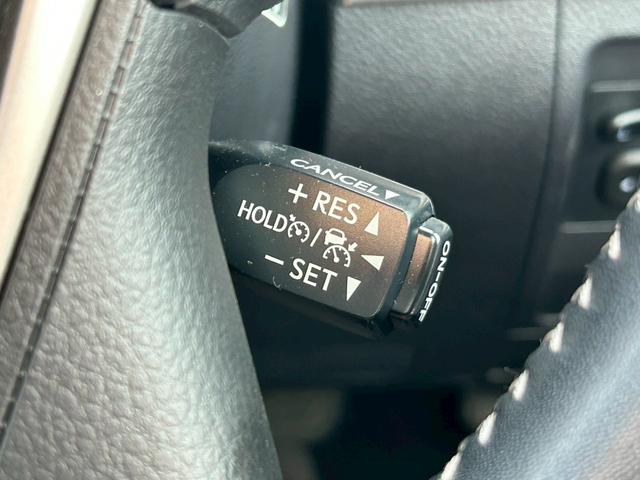 CANCEL▼
+ RES ▲
HOLD / ◀
− SET ▼
ON-OFF